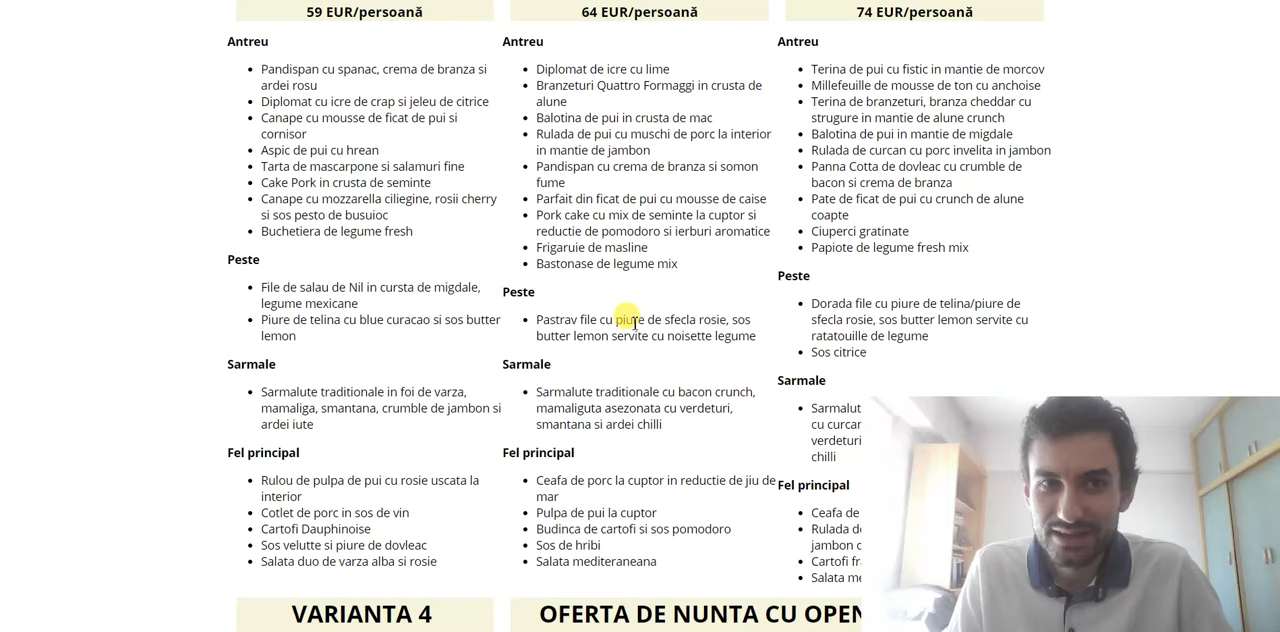 59 EUR/persoană
Antreu
Pandispan cu spanac, crema de branza si
ardei rosu
Diplomat cu icre de crap si jeleu de citrice
Canape cu mousse de ficat de pui si
cornisor
Aspic de pui cu hrean
Tarta de mascarpone si salamuri fine
Cake Pork in crusta de seminte
Canape cu mozzarella ciliegine, rosii cherry
si sos pesto de busuioc
Buchetiera de legume fresh
Peste
File de salau de Nil in cursta de migdale,
legume mexicane
Piure de telina cu blue curacao si sos butter
lemon
Sarmale
Sarmalute traditionale in foi de varza,
mamaliga, smantana, crumble de jambon si
ardei iute
Fel principal
Rulou de pulpa de pui cu rosie uscata la
interior
Cotlet de porc in sos de vin
Cartofi Dauphinoise
Sos velutte si piure de dovleac
Salata duo de varza alba si rosie
VARIANTA 4
64 EUR/persoană
Antreu
Diplomat de icre cu lime
Branzeturi Quattro Formaggi in crusta de
alune
Balotina de pui in crusta de mac
Rulada de pui cu muschi de porc la interior
in mantie de jambon
Pandispan cu crema de branza si somon
fume
Parfait din ficat de pui cu mousse de caise
Pork cake cu mix de seminte la cuptor si
reductie de pomodoro si ierburi aromatice
Frigaruie de masline
Bastonase de legume mix
Peste
Pastrav file cu piure de sfecla rosie, sos
butter lemon servite cu noisette legume
Sarmale
Sarmalute traditionale cu bacon crunch,
mamaliguta asezonata cu verdeturi,
smantana si ardei chilli
Fel principal
Ceafa de porc la cuptor in reductie de jiu de
mar
Pulpa de pui la cuptor
Budinca de cartofi si sos pomodoro
Sos de hribi
Salata mediteraneana
OFERTA DE NUNTA CU OPEN
74 EUR/persoană
Antreu
Terina de pui cu fistic in mantie de morcov
Millefeuille de mousse de ton cu anchoise
Terina de branzeturi, branza cheddar cu
strugure in mantie de alune crunch
Balotina de pui in mantie de migdale
Rulada de curcan cu porc invelita in jambon
Panna Cotta de dovleac cu crumble de
bacon si crema de branza
Pate de ficat de pui cu crunch de alune
coapte
Ciuperci gratinate
Papiote de legume fresh mix
Peste
Dorada file cu piure de telina/piure de
sfecla rosie, sos butter lemon servite cu
ratatouille de legume
Sos citrice
Sarmale
Sarmalut
cu curcar
verdeturi
chilli
Fel principal
Ceafa de
Rulada d
jambon c
Cartofi fr
Salata me